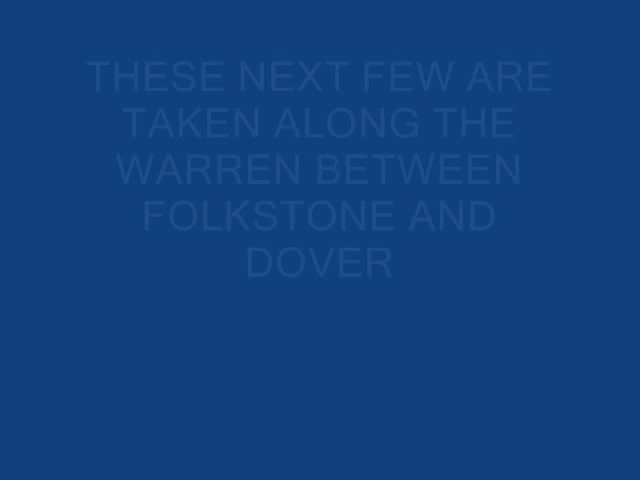 THESE NEXT FEW ARE
TAKEN ALONG THE
WARREN BETWEEN
FOLKSTONE AND
DOVER